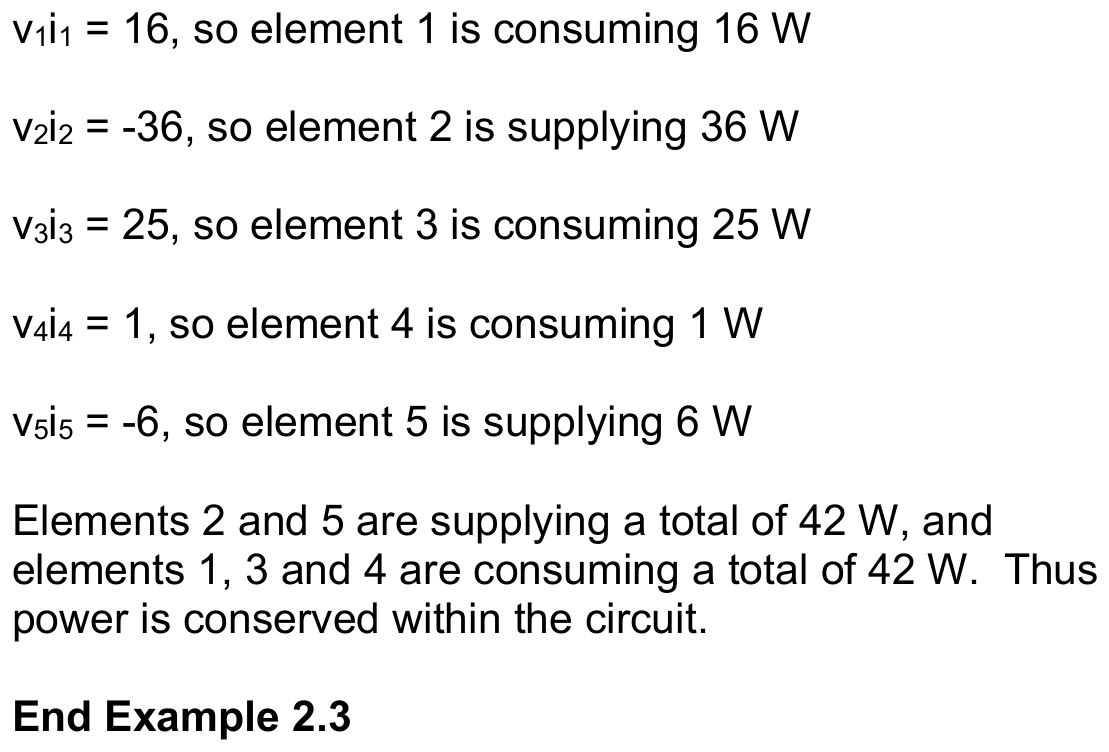 v₁i₁ = 16, so element 1 is consuming 16 W
v₂i₂ = -36, so element 2 is supplying 36 W
v₃i₃ = 25, so element 3 is consuming 25 W
v₄i₄ = 1, so element 4 is consuming 1 W
v₅i₅ = -6, so element 5 is supplying 6 W
Elements 2 and 5 are supplying a total of 42 W, and
elements 1, 3 and 4 are consuming a total of 42 W.  Thus
power is conserved within the circuit.
End Example 2.3